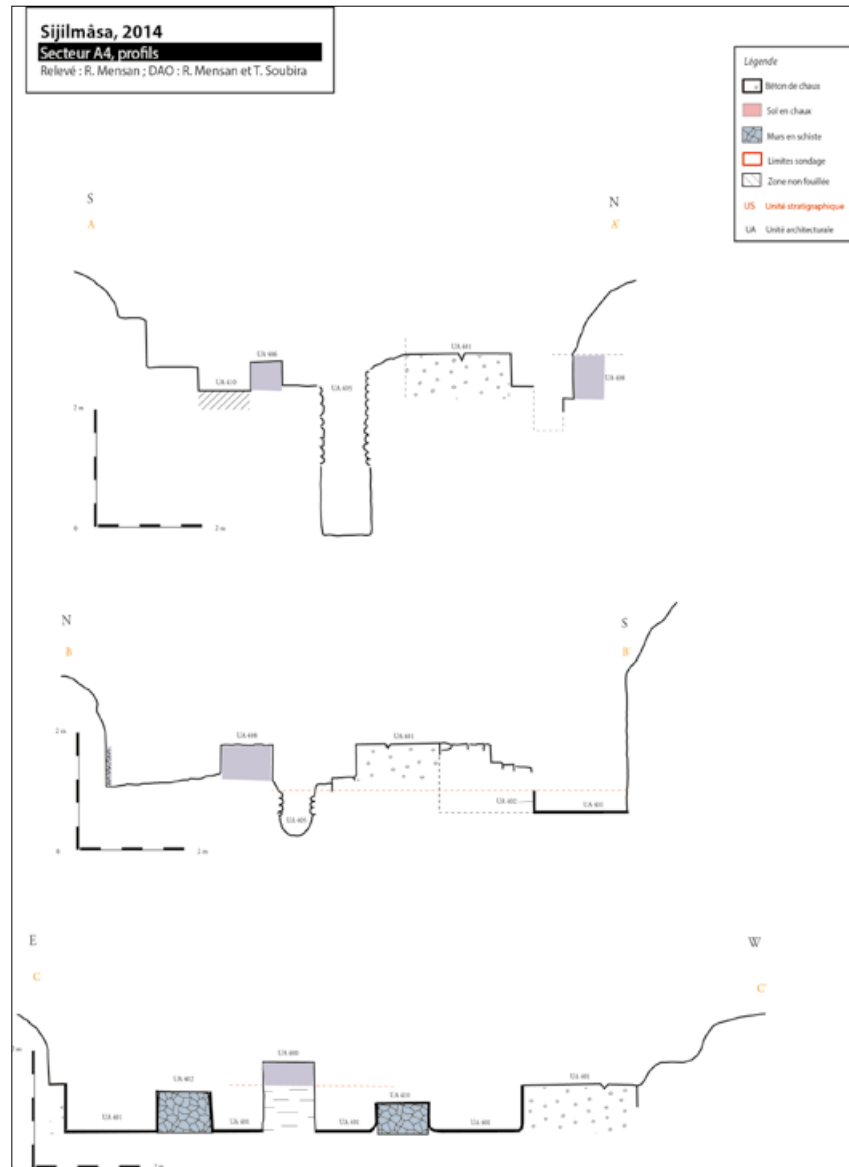 Sijilmâsa, 2014
Secteur A4, profils
Relevé : R. Mensan ; DAO : R. Mensan et T. Soubira
Légende
Béton de chaux
Sol en chaux
Murs en schiste
Limites sondage
Zone non fouillée
US Unité stratigraphique
UA Unité architecturale
S
N
A
A'
UA 410
UA 406
UA 405
UA 401
UA 408
2 m
0
2 m
N
S
B
B'
2 m
UA 408
UA 401
UA 405
UA 402
UA 401
0
2 m
E
W
C
C'
UA 402
UA 400
UA 410
UA 401
UA 401
UA 401
UA 401
UA 401